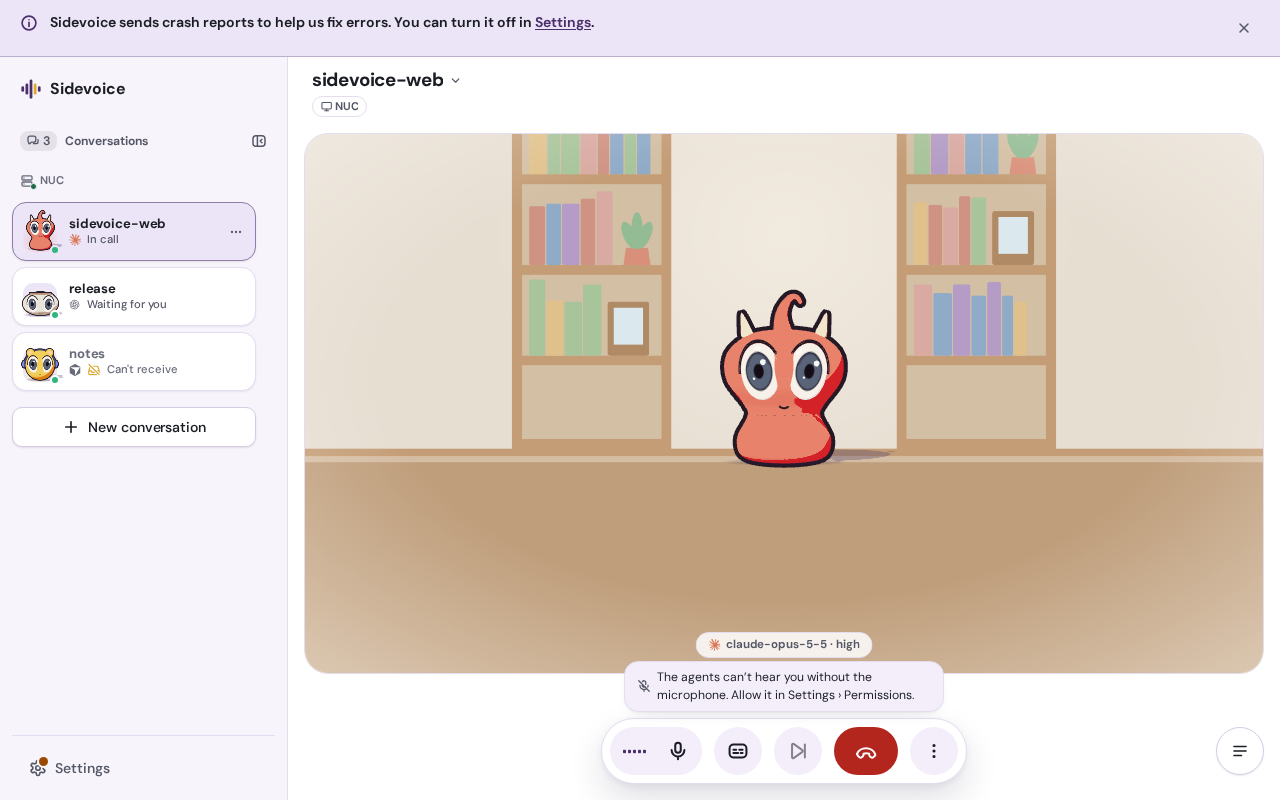 Sidevoice sends crash reports to help us fix errors. You can turn it off in Settings.
Sidevoice
3 Conversations
NUC
sidevoice-web
In call
release
Waiting for you
notes
Can't receive
New conversation
Settings
sidevoice-web
NUC
claude-opus-5-5 · high
The agents can’t hear you without the
microphone. Allow it in Settings › Permissions.